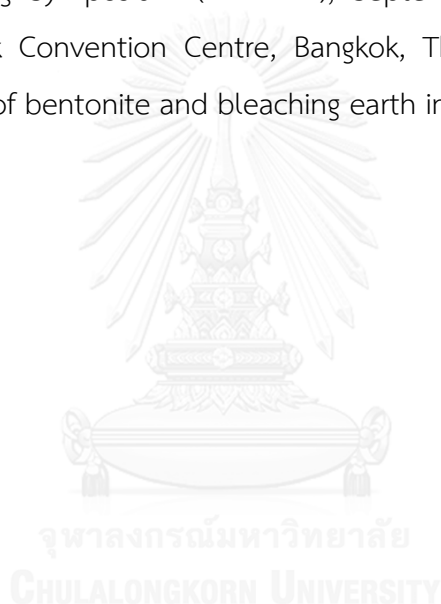 k Convention Centre, Bangkok, Th
of bentonite and bleaching earth in
จุฬาลงกรณ์มหาวิทยาลัย
CHULALONGKORN UNIVERSITY